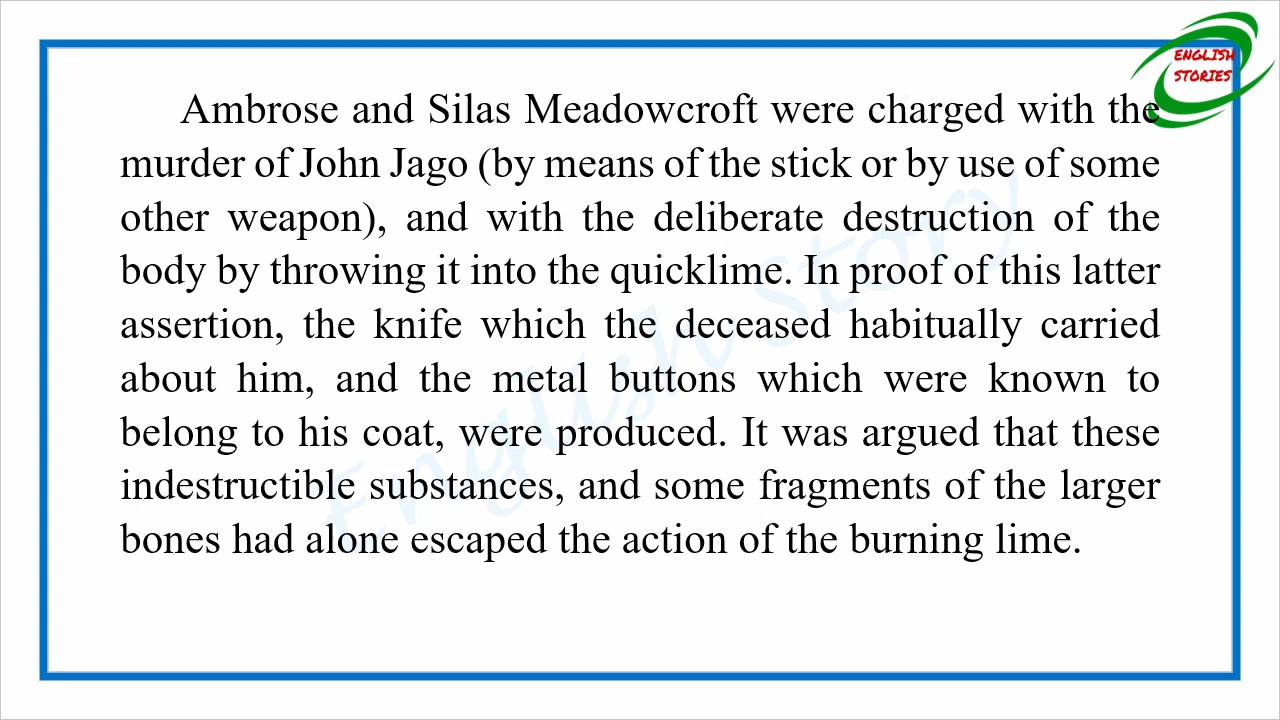 ENGLISH
STORIES
Ambrose and Silas Meadowcroft were charged with the
murder of John Jago (by means of the stick or by use of some
other weapon), and with the deliberate destruction of the
body by throwing it into the quicklime. In proof of this latter
assertion, the knife which the deceased habitually carried
about him, and the metal buttons which were known to
belong to his coat, were produced. It was argued that these
indestructible substances, and some fragments of the larger
bones had alone escaped the action of the burning lime.
English Story